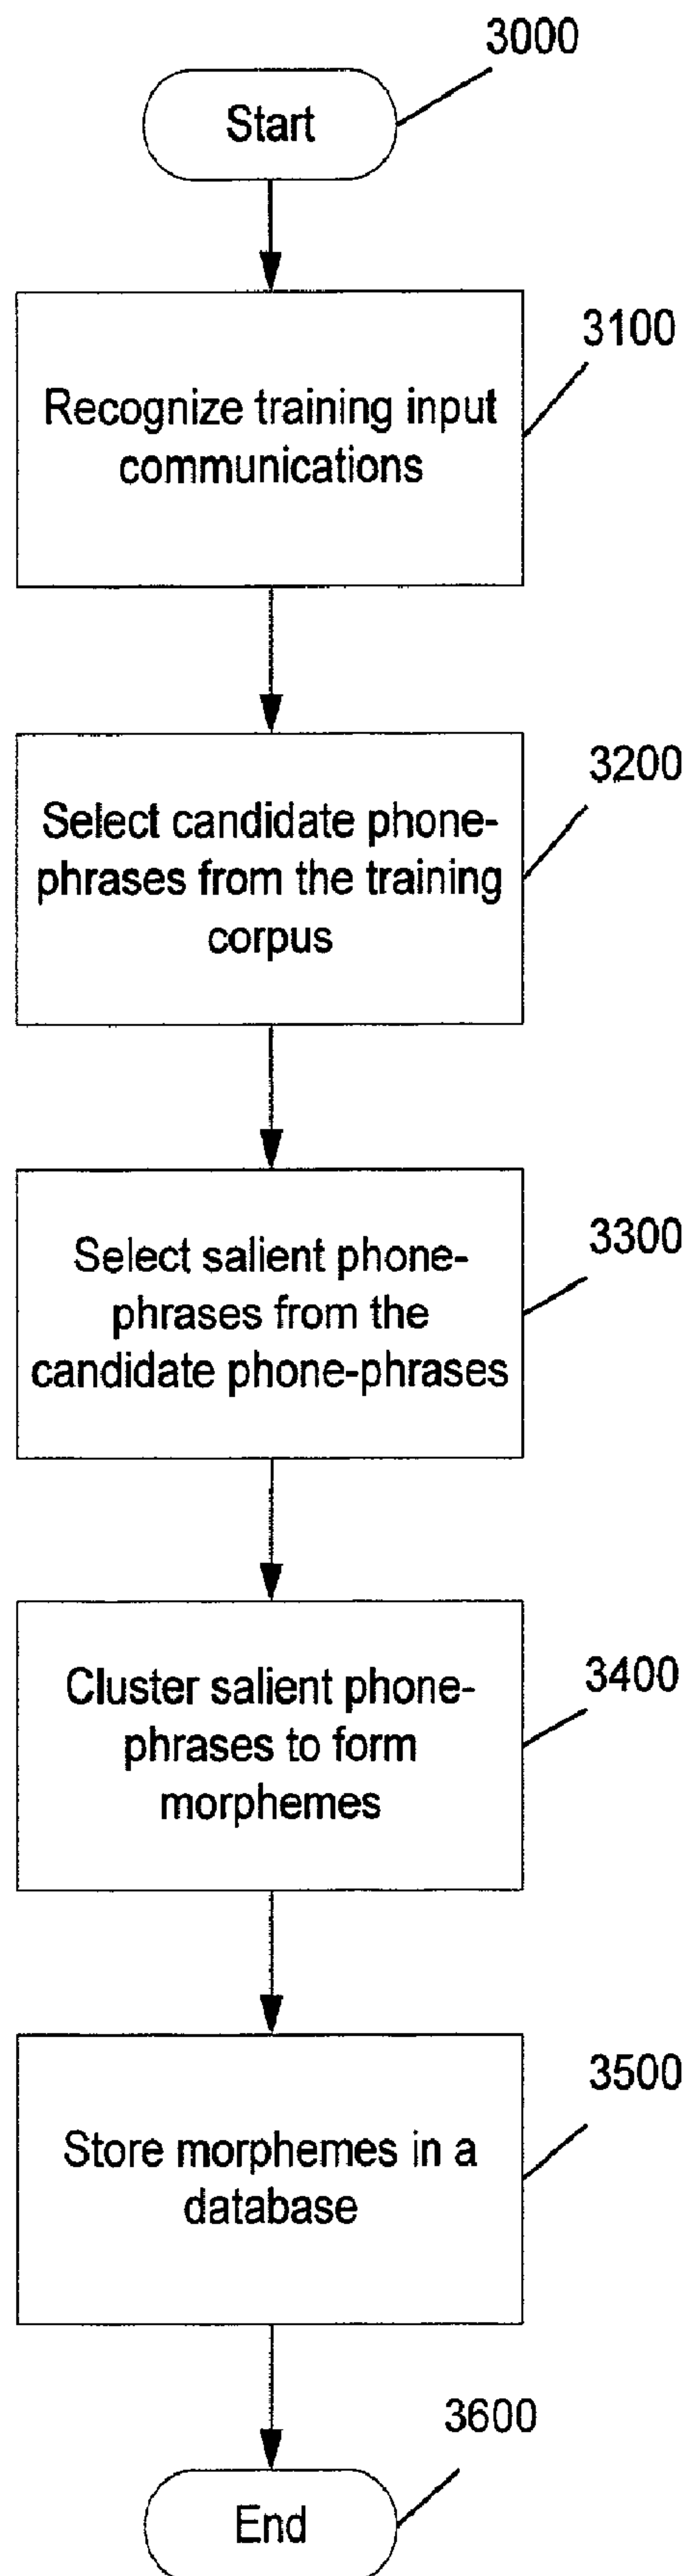 3000
Start
3100
Recognize training input
communications
3200
Select candidate phone-
phrases from the training
corpus
3300
Select salient phone-
phrases from the
candidate phone-phrases
3400
Cluster salient phone-
phrases to form
morphemes
3500
Store morphemes in a
database
3600
End